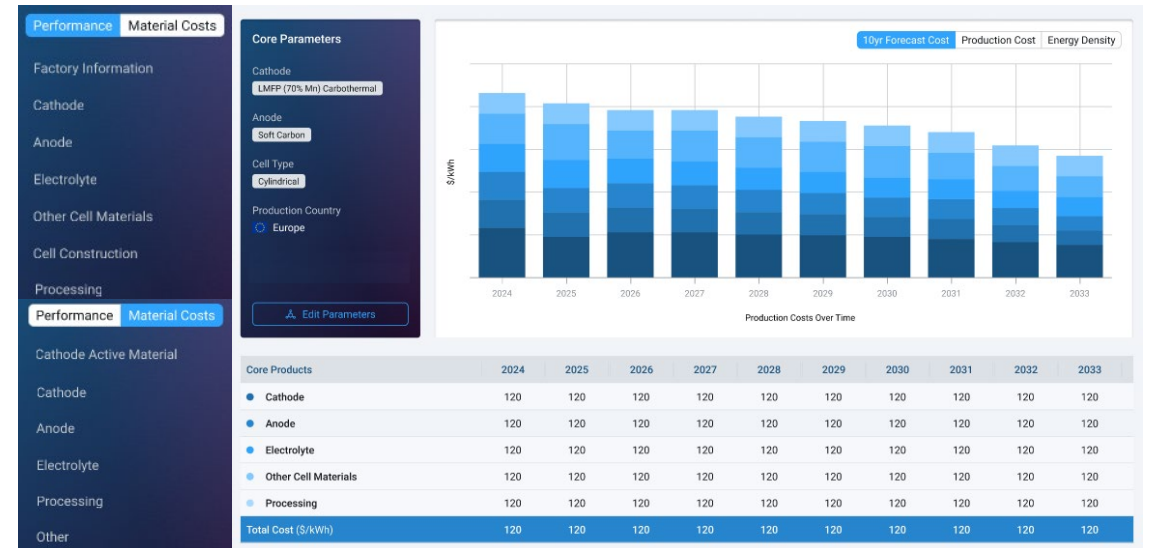 Performance Material Costs
Factory Information
Cathode
Anode
Electrolyte
Other Cell Materials
Cell Construction
Processing
Performance Material Costs
Cathode Active Material
Cathode
Anode
Electrolyte
Processing
Other
Core Parameters
Cathode
LMFP (70% Mn) Carbothermal
Anode
Soft Carbon
Cell Type
Cylindrical
Production Country
Europe
Edit Parameters
10yr Forecast Cost Production Cost Energy Density
$/kWh
2024 2025 2026 2027 2028 2029 2030 2031 2032 2033
Production Costs Over Time
Core Products 2024 2025 2026 2027 2028 2029 2030 2031 2032 2033
Cathode 120 120 120 120 120 120 120 120 120 120
Anode 120 120 120 120 120 120 120 120 120 120
Electrolyte 120 120 120 120 120 120 120 120 120 120
Other Cell Materials 120 120 120 120 120 120 120 120 120 120
Processing 120 120 120 120 120 120 120 120 120 120
Total Cost ($/kWh) 120 120 120 120 120 120 120 120 120 120